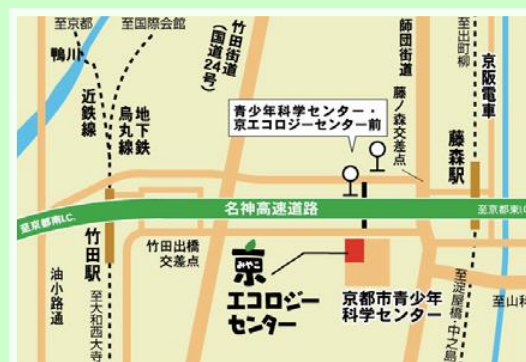 至京都
至国際会館
鴨川
近鉄線
地下鉄
烏丸線
竹田街道
(国道24号)
師団街道
藤ノ森交差点
至出町柳
京阪電車
青少年科学センター・
京エコロジーセンター前
藤森駅
名神高速道路
至京都南I.C.
至京都東I.C.
竹田駅
竹田出橋
交差点
油小路通
至大和西大寺
京
みやこ
エコロジー
センター
京都市青少年
科学センター
至淀屋橋・中之島
至山科